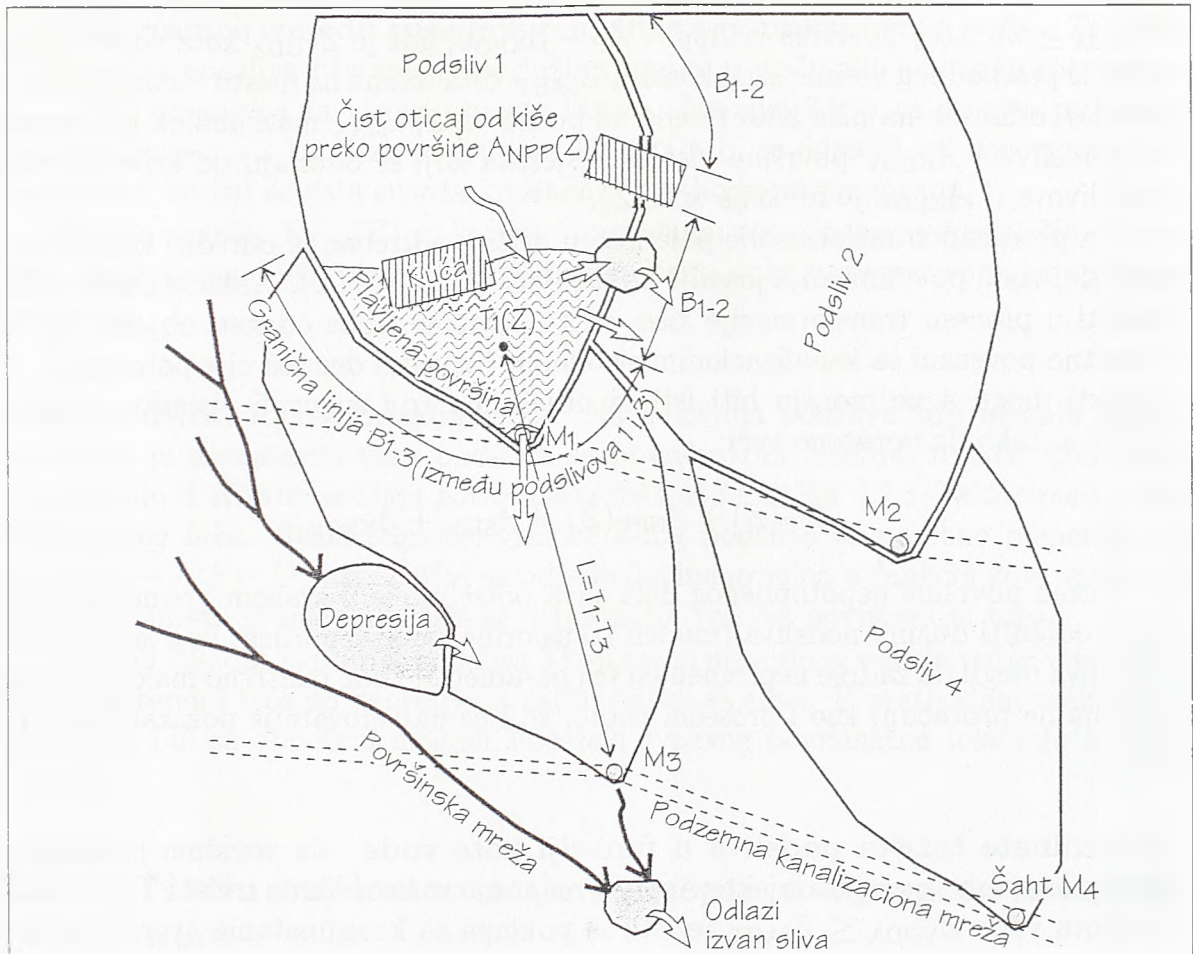 Podsliv 1
Čist oticaj od kiše
preko površine ANPP(Z)
B1-2
Kuća
Plavljena površina
T1(Z)
B1-2
Podsliv 2
Granična linija B1-3 (između podslivova 1 i 3)
M1
M2
L=T1-T3
Depresija
Podsliv 4
M3
Površinska mreža
Podzemna kanalizaciona mreža
Šaht M4
Odlazi
izvan sliva